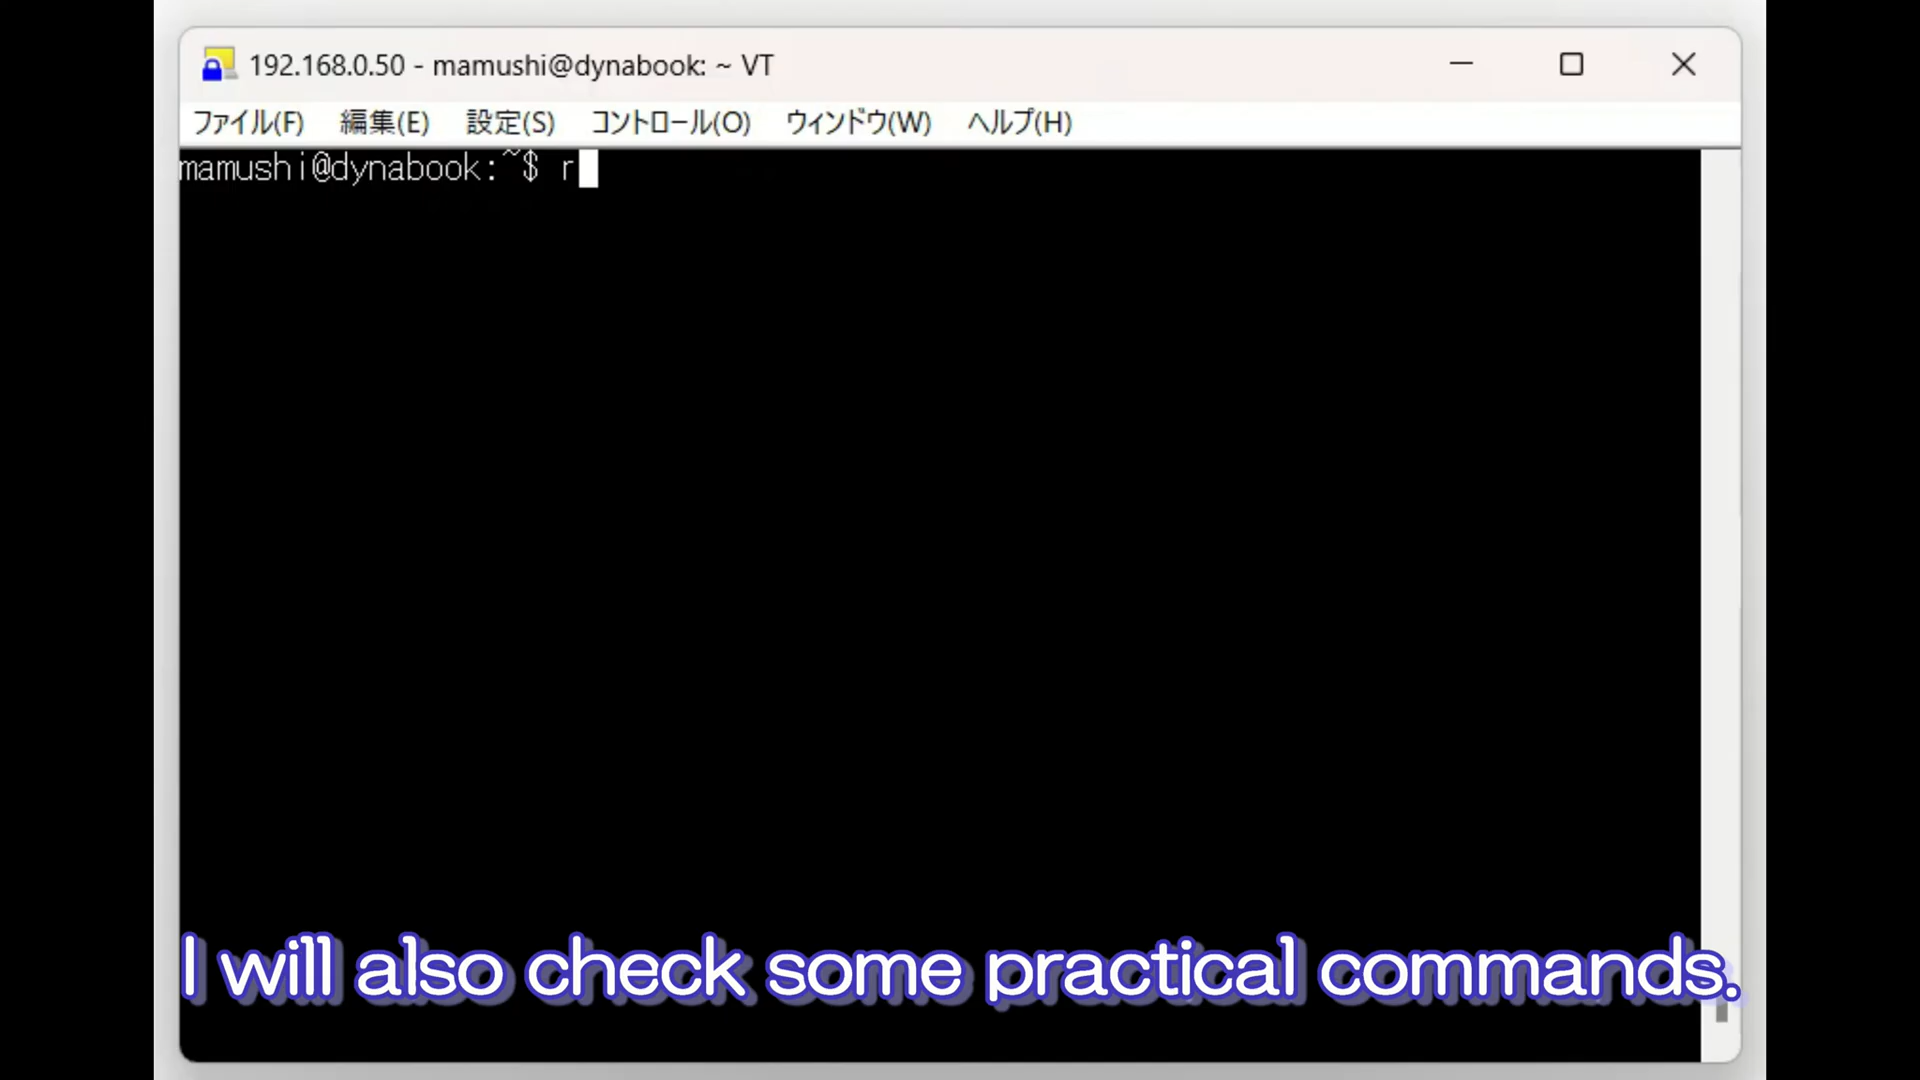 192.168.0.50 - mamushi@dynabook: ~ VT
ファイル(F) 編集(E) 設定(S) コントロール(O) ウィンドウ(W) ヘルプ(H)
mamushi@dynabook:~$ r
I will also check some practical commands.